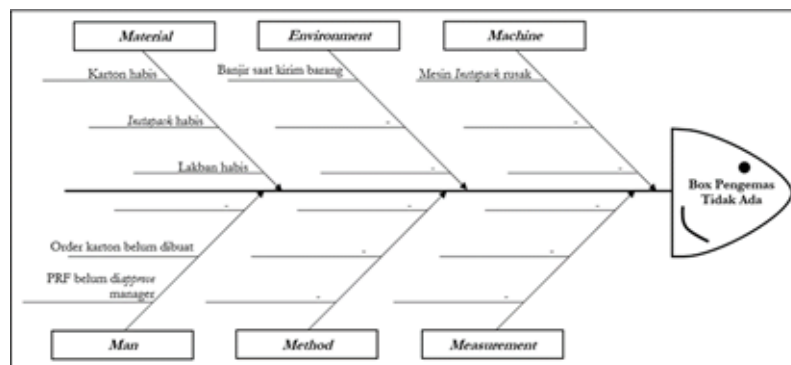 Material
Environment
Machine
Karton habis
Banjir saat kirim barang
Mesin Instapack rusak
Instapack habis
-
-
Lakban habis
-
-
Box Pengemas
Tidak Ada
-
-
-
Order karton belum dibuat
-
-
PRF belum diapprove
manager
-
-
Man
Method
Measurement